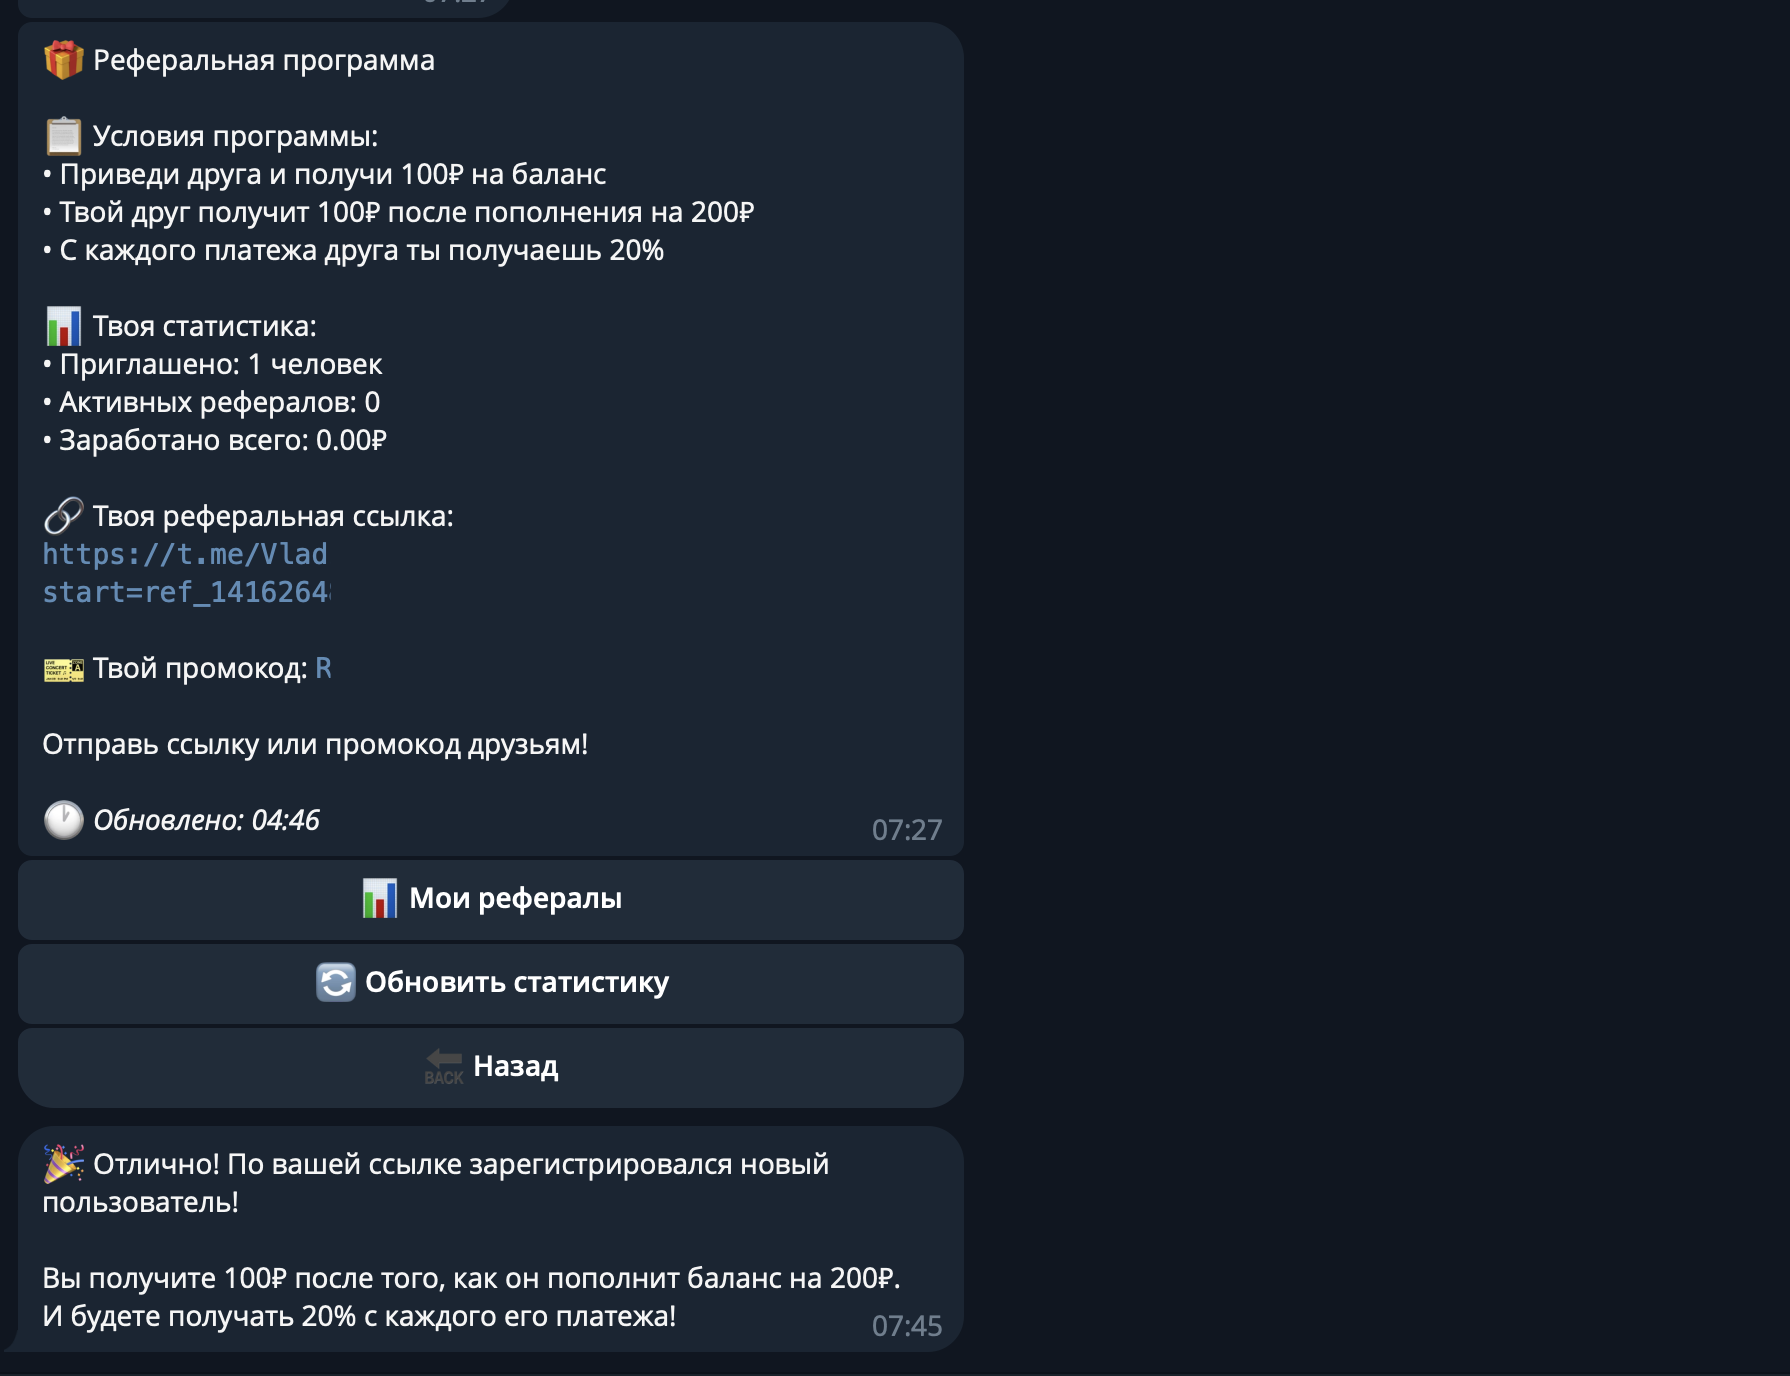 Реферальная программа
Условия программы:
• Приведи друга и получи 100₽ на баланс
• Твой друг получит 100₽ после пополнения на 200₽
• С каждого платежа друга ты получаешь 20%
Твоя статистика:
• Приглашено: 1 человек
• Активных рефералов: 0
• Заработано всего: 0.00₽
Твоя реферальная ссылка:
https://t.me/Vlad
start=ref_1416264
Твой промокод: R
Отправь ссылку или промокод друзьям!
Обновлено: 04:46
07:27
Мои рефералы
Обновить статистику
BACK Назад
Отлично! По вашей ссылке зарегистрировался новый
пользователь!
Вы получите 100₽ после того, как он пополнит баланс на 200₽.
И будете получать 20% с каждого его платежа!
07:45